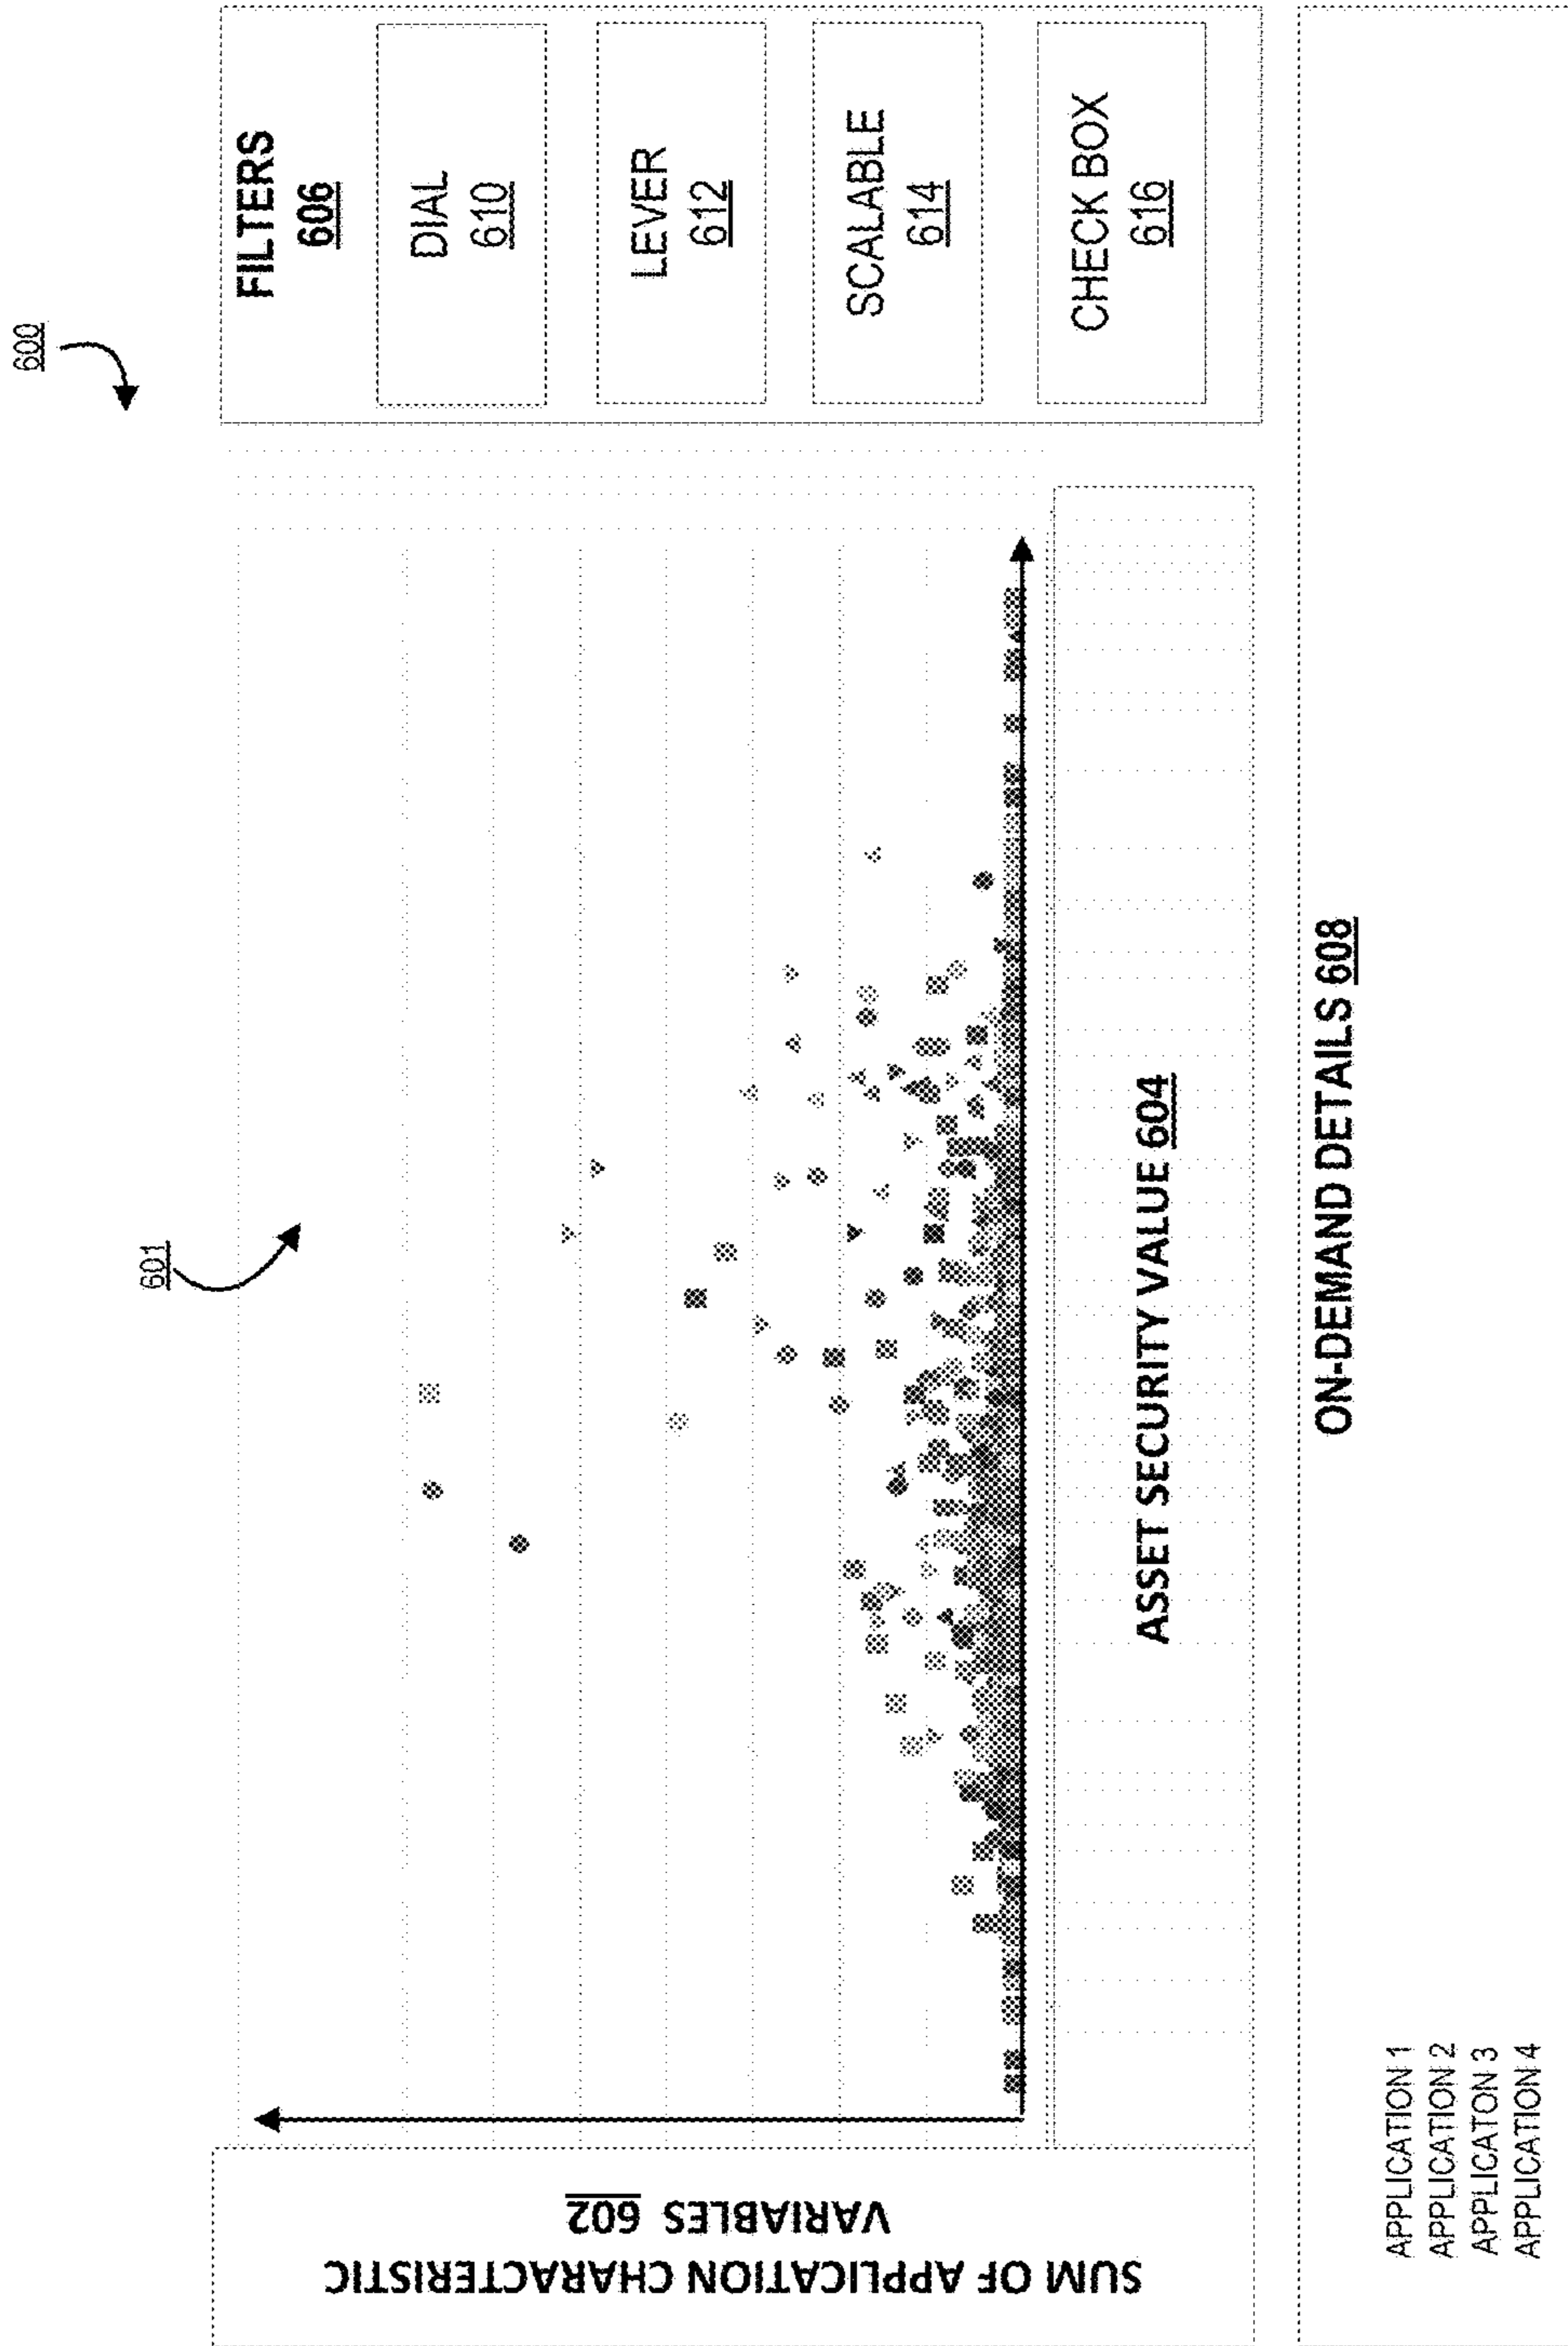 600
601
SUM OF APPLICATION CHARACTERISTIC
VARIABLES 602
FILTERS
606
DIAL
610
LEVER
612
SCALABLE
614
CHECK BOX
616
ASSET SECURITY VALUE 604
ON-DEMAND DETAILS 608
APPLICATION 1
APPLICATION 2
APPLICATON 3
APPLICATION 4